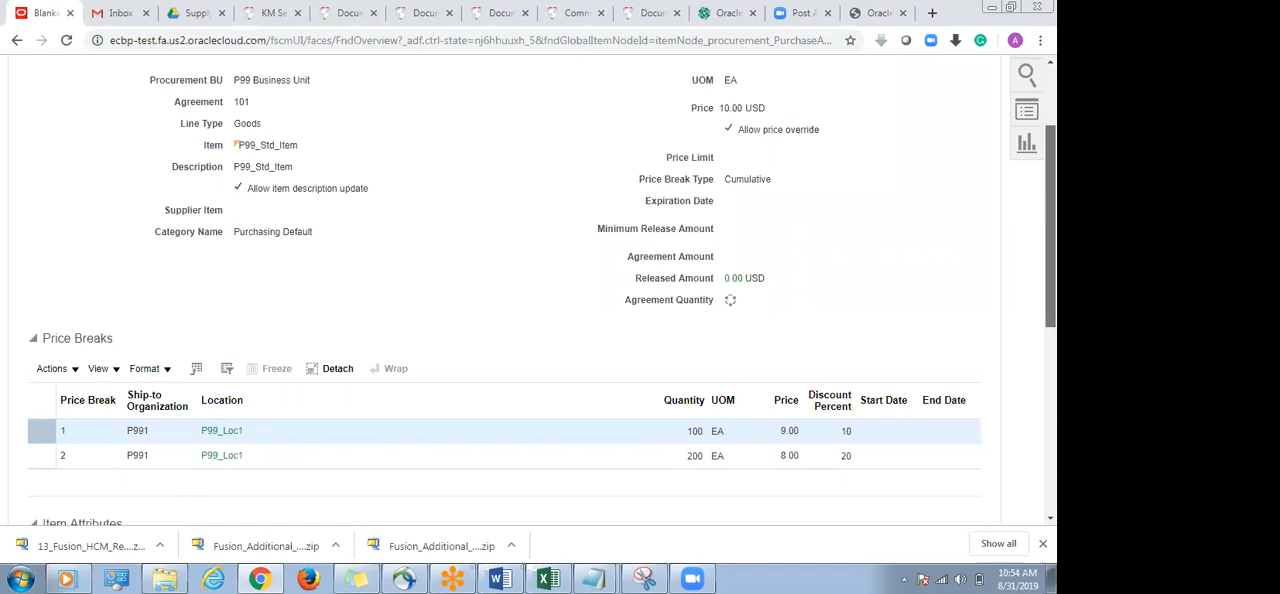 Blanke
Inbox
Supply
KM Se
Docun
Docun
Docun
Comm
Docun
Oracle
Post A
Oracle
ecbp-test.fa.us2.oraclecloud.com/fscmUI/faces/FndOverview?_adf.ctrl-state=nj6hhuuxh_5&fndGlobalItemNodeId=itemNode_procurement_PurchaseA...
A
Procurement BU P99 Business Unit
UOM EA
Agreement 101
Price 10.00 USD
Line Type Goods
Allow price override
Item P99_Std_Item
Price Limit
Description P99_Std_Item
Price Break Type Cumulative
Allow item description update
Expiration Date
Supplier Item
Minimum Release Amount
Category Name Purchasing Default
Agreement Amount
Released Amount 0.00 USD
Agreement Quantity
Price Breaks
Actions View Format Freeze Detach Wrap
Price Break Ship-to Organization Location Quantity UOM Price Discount Percent Start Date End Date
1 P991 P99_Loc1 100 EA 9.00 10
2 P991 P99_Loc1 200 EA 8.00 20
Item Attributes
13_Fusion_HCM_Re....z...
Fusion_Additional_....zip
Fusion_Additional_....zip
Show all
10:54 AM
8/31/2019